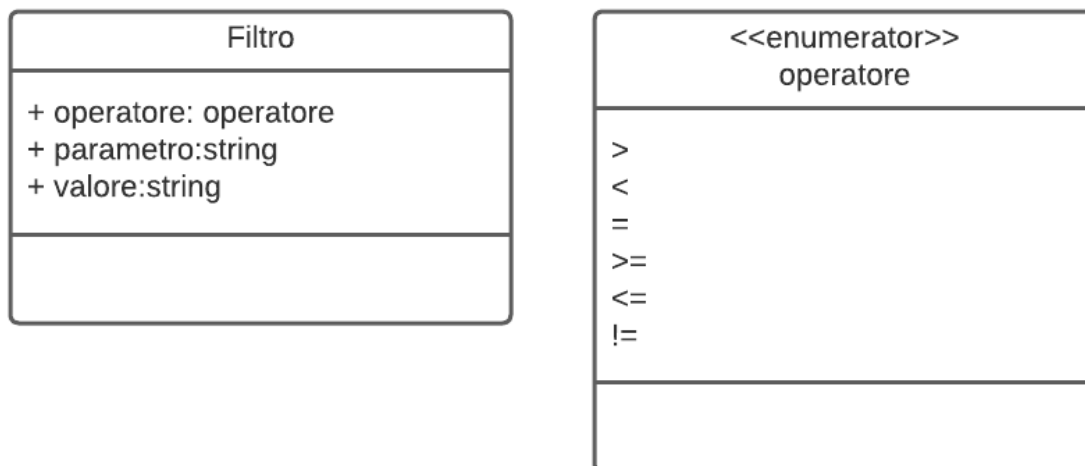 Filtro
+ operatore: operatore
+ parametro:string
+ valore:string
<<enumerator>>
operatore
>
<
=
>=
<=
!=